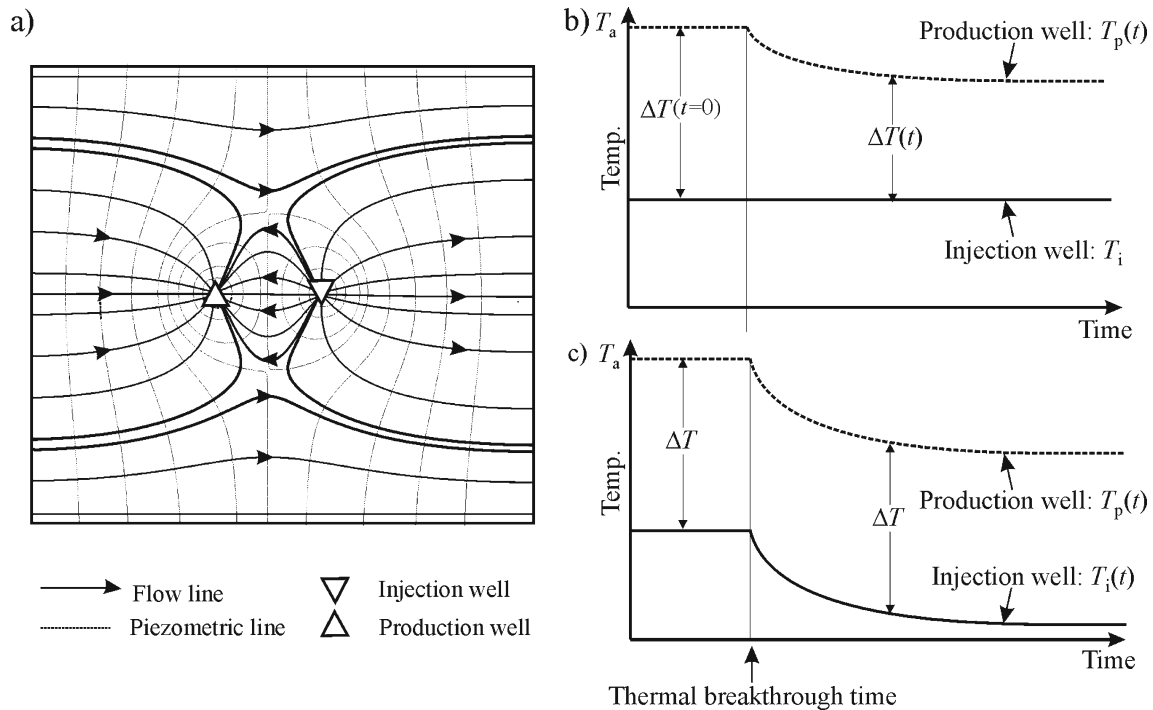 a)
Flow line
Piezometric line
Injection well
Production well
b)
Tₐ
Temp.
ΔT(t=0)
ΔT(t)
Production well: Tₚ(t)
Injection well: Tᵢ
Time
c)
Tₐ
Temp.
ΔT
ΔT
Production well: Tₚ(t)
Injection well: Tᵢ(t)
Time
Thermal breakthrough time